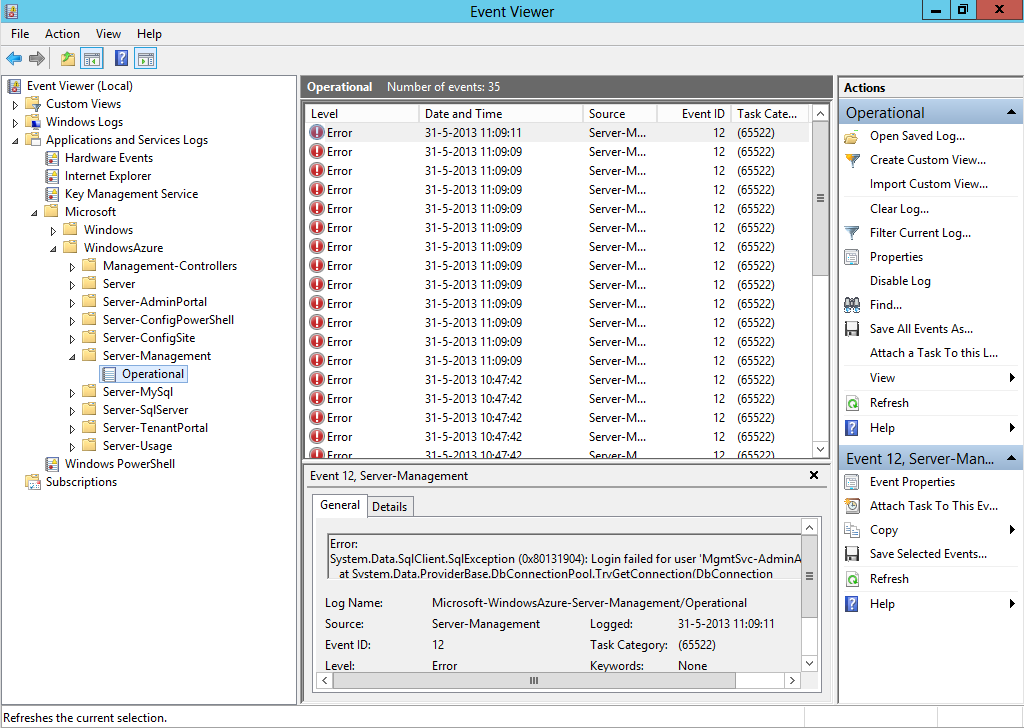 Event Viewer
File Action View Help
Event Viewer (Local)
Custom Views
Windows Logs
Applications and Services Logs
Hardware Events
Internet Explorer
Key Management Service
Microsoft
Windows
WindowsAzure
Management-Controllers
Server
Server-AdminPortal
Server-ConfigPowerShell
Server-ConfigSite
Server-Management
Operational
Server-MySql
Server-SqlServer
Server-TenantPortal
Server-Usage
Windows PowerShell
Subscriptions
Operational Number of events: 35
Level Date and Time Source Event ID Task Cate...
Error 31-5-2013 11:09:11 Server-M... 12 (65522)
Error 31-5-2013 11:09:09 Server-M... 12 (65522)
Error 31-5-2013 11:09:09 Server-M... 12 (65522)
Error 31-5-2013 11:09:09 Server-M... 12 (65522)
Error 31-5-2013 11:09:09 Server-M... 12 (65522)
Error 31-5-2013 11:09:09 Server-M... 12 (65522)
Error 31-5-2013 11:09:09 Server-M... 12 (65522)
Error 31-5-2013 11:09:09 Server-M... 12 (65522)
Error 31-5-2013 11:09:09 Server-M... 12 (65522)
Error 31-5-2013 11:09:09 Server-M... 12 (65522)
Error 31-5-2013 11:09:09 Server-M... 12 (65522)
Error 31-5-2013 11:09:09 Server-M... 12 (65522)
Error 31-5-2013 11:09:09 Server-M... 12 (65522)
Error 31-5-2013 10:47:42 Server-M... 12 (65522)
Error 31-5-2013 10:47:42 Server-M... 12 (65522)
Error 31-5-2013 10:47:42 Server-M... 12 (65522)
Error 31-5-2013 10:47:42 Server-M... 12 (65522)
Error 31-5-2013 10:47:42 Server-M... 12 (65522)
Event 12, Server-Management
General Details
Error:
System.Data.SqlClient.SqlException (0x80131904): Login failed for user 'MgmtSvc-AdminA
at System.Data.ProviderBase.DbConnectionPool.TryGetConnection(DbConnection
Log Name: Microsoft-WindowsAzure-Server-Management/Operational
Source: Server-Management Logged: 31-5-2013 11:09:11
Event ID: 12 Task Category: (65522)
Level: Error Keywords: None
Actions
Operational
Open Saved Log...
Create Custom View...
Import Custom View...
Clear Log...
Filter Current Log...
Properties
Disable Log
Find...
Save All Events As...
Attach a Task To this L...
View
Refresh
Help
Event 12, Server-Man...
Event Properties
Attach Task To This Ev...
Copy
Save Selected Events...
Refresh
Help
Refreshes the current selection.